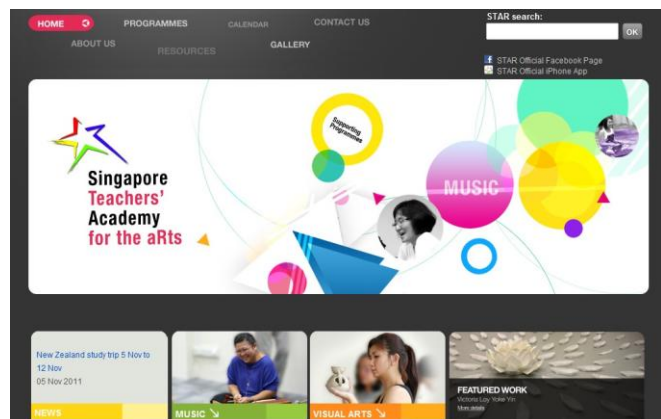 HOME
PROGRAMMES
CALENDAR
CONTACT US
ABOUT US
RESOURCES
GALLERY
STAR search:
OK
STAR Official Facebook Page
STAR Official iPhone App
Singapore
Teachers'
Academy
for the aRts
Supporting
Programmes
MUSIC
New Zealand study trip 5 Nov to
12 Nov
05 Nov 2011
NEWS
MUSIC
VISUAL ARTS
FEATURED WORK
Victoria Loy Yoke Yin
More details